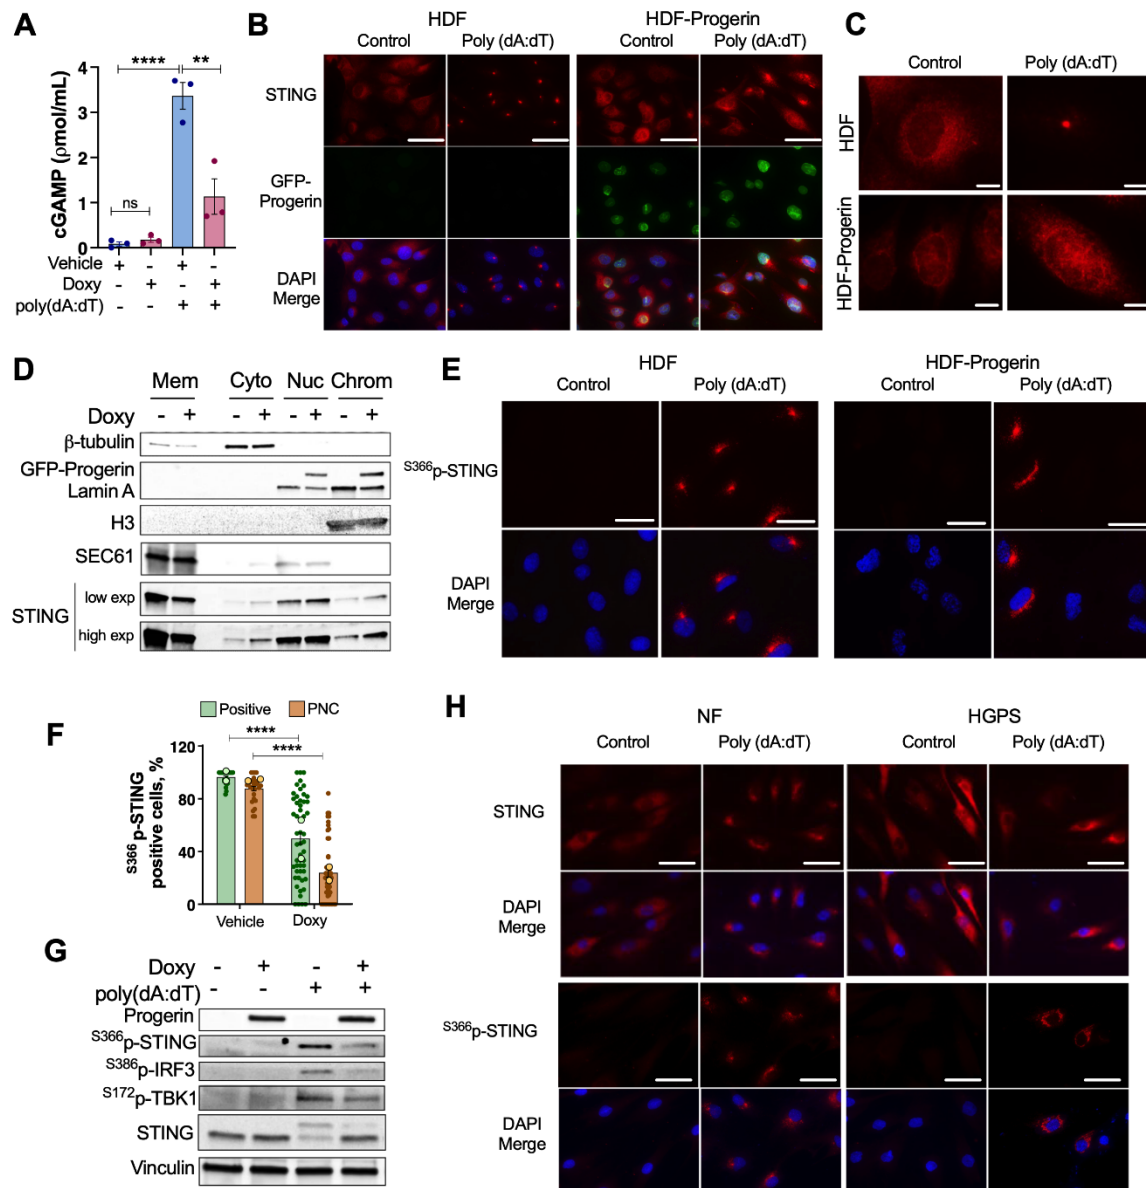 A
cGAMP (ρmol/mL)
4
3
2
1
0
****
**
ns
Vehicle + - + -
Doxy - + - +
poly(dA:dT) - - + +
B
HDF
HDF-Progerin
Control
Poly (dA:dT)
Control
Poly (dA:dT)
STING
GFP-
Progerin
DAPI
Merge
C
Control
Poly (dA:dT)
HDF
HDF-Progerin
D
Mem Cyto Nuc Chrom
Doxy - + - + - + - +
β-tubulin
GFP-Progerin
Lamin A
H3
SEC61
STING
low exp
high exp
E
HDF
HDF-Progerin
Control
Poly (dA:dT)
Control
Poly (dA:dT)
S366p-STING
DAPI
Merge
F
Positive
PNC
****
****
S366p-STING
positive cells, %
120
80
40
0
Vehicle
Doxy
G
Doxy - + - +
poly(dA:dT) - - + +
Progerin
S366p-STING
S386p-IRF3
S172p-TBK1
STING
Vinculin
H
NF
HGPS
Control
Poly (dA:dT)
Control
Poly (dA:dT)
STING
DAPI
Merge
S366p-STING
DAPI
Merge